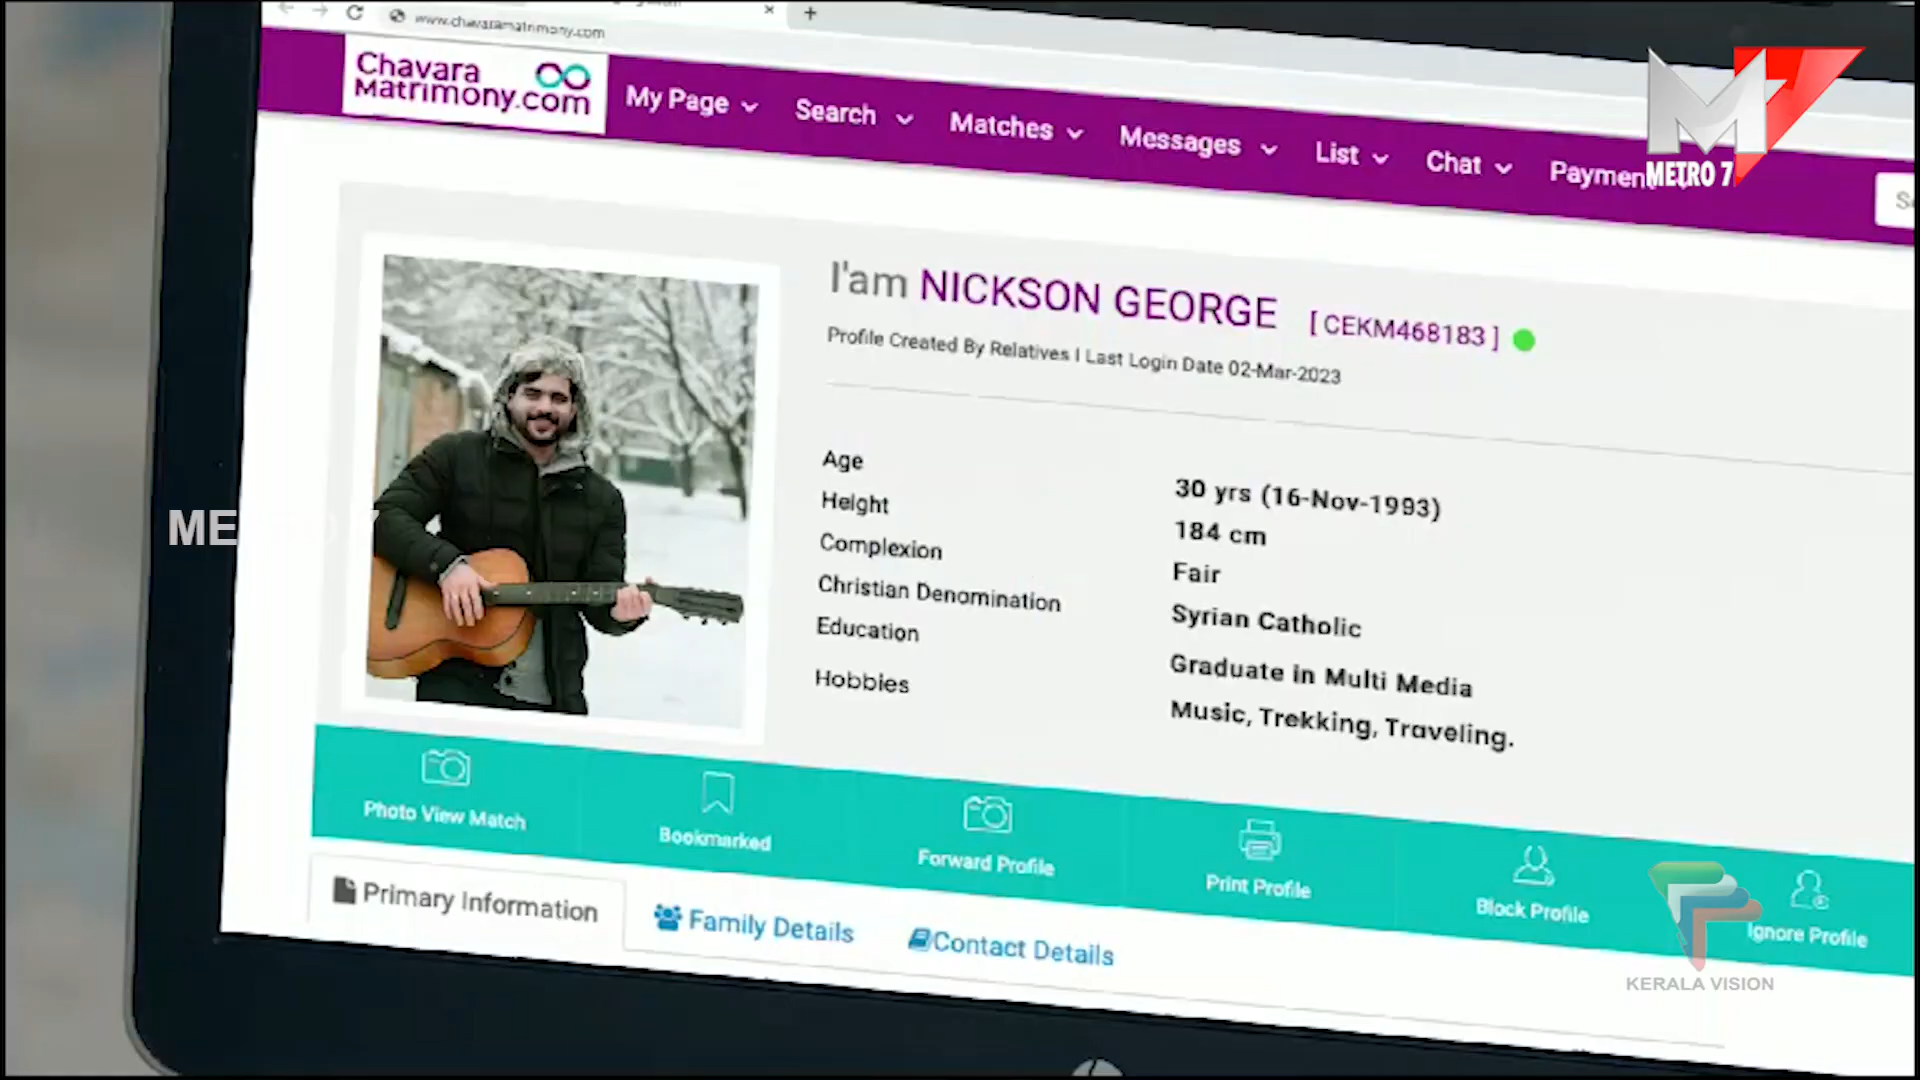 www.chavaramatrimony.com
Chavara
Matrimony.com
My Page
Search
Matches
Messages
List
Chat
METRO 7
I'am NICKSON GEORGE [ CEKM468183 ]
Profile Created By Relatives | Last Login Date 02-Mar-2023
Age 30 yrs (16-Nov-1993)
Height 184 cm
Complexion Fair
Christian Denomination Syrian Catholic
Education Graduate in Multi Media
Hobbies Music, Trekking, Traveling.
Photo View Match
Bookmarked
Forward Profile
Print Profile
Block Profile
Ignore Profile
Primary Information
Family Details
Contact Details
KERALA VISION